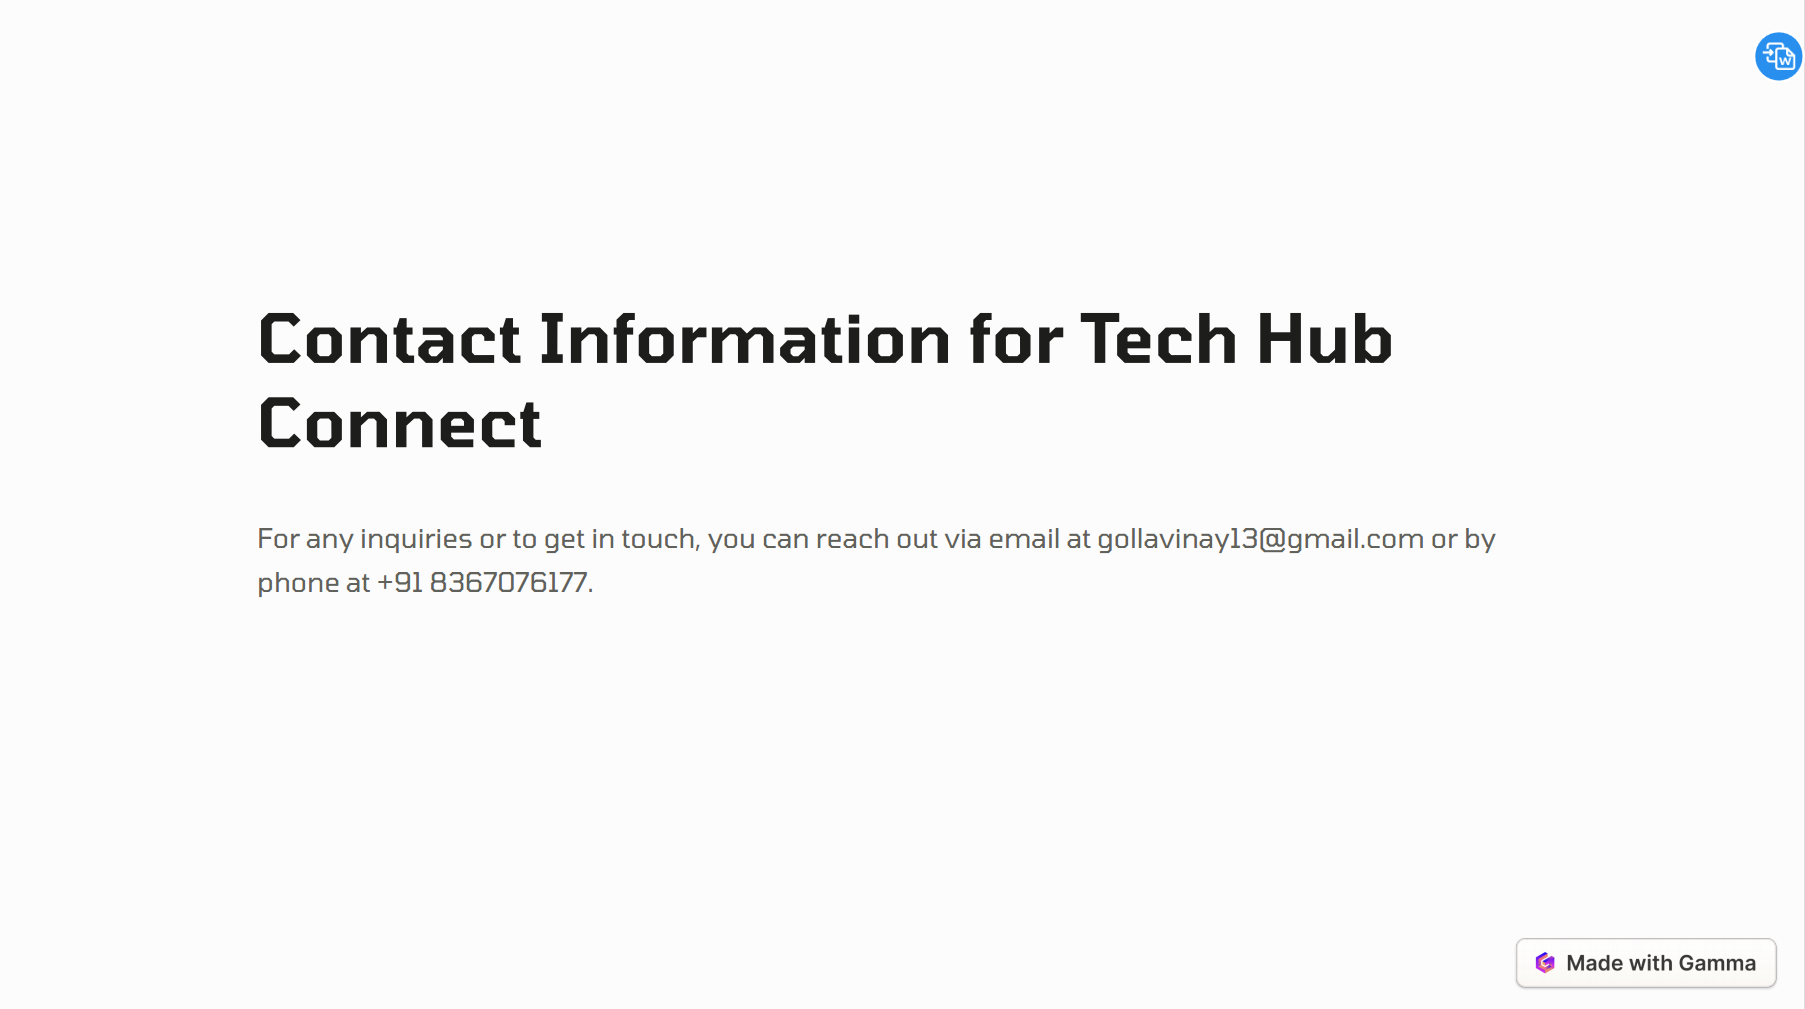 W
Contact Information for Tech Hub
Connect
For any inquiries or to get in touch, you can reach out via email at gollavinay13@gmail.com or by
phone at +91 8367076177.
Made with Gamma